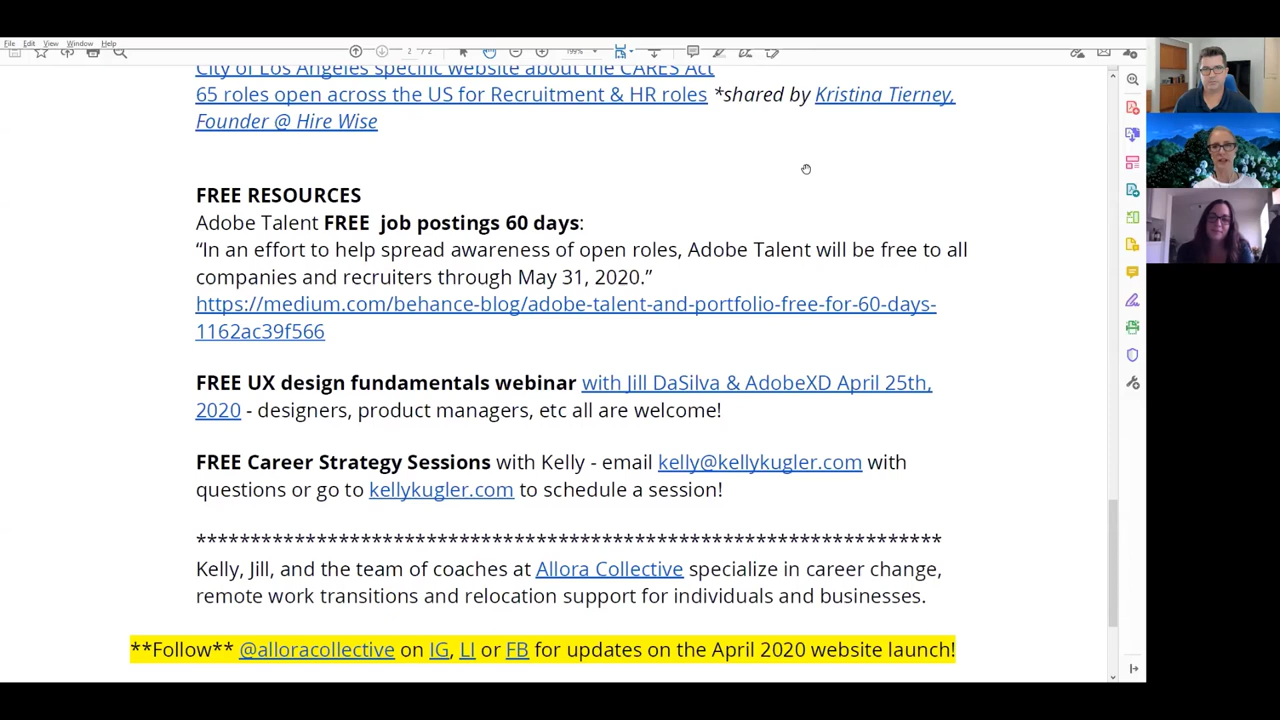 File Edit View Window Help
2 / 2
199%
City of Los Angeles specific website about the CARES Act
65 roles open across the US for Recruitment & HR roles *shared by Kristina Tierney,
Founder @ Hire Wise
FREE RESOURCES
Adobe Talent FREE  job postings 60 days:
“In an effort to help spread awareness of open roles, Adobe Talent will be free to all
companies and recruiters through May 31, 2020.”
https://medium.com/behance-blog/adobe-talent-and-portfolio-free-for-60-days-
1162ac39f566
FREE UX design fundamentals webinar with Jill DaSilva & AdobeXD April 25th,
2020 - designers, product managers, etc all are welcome!
FREE Career Strategy Sessions with Kelly - email kelly@kellykugler.com with
questions or go to kellykugler.com to schedule a session!
*********************************************************************
Kelly, Jill, and the team of coaches at Allora Collective specialize in career change,
remote work transitions and relocation support for individuals and businesses.
**Follow** @alloracollective on IG, LI or FB for updates on the April 2020 website launch!